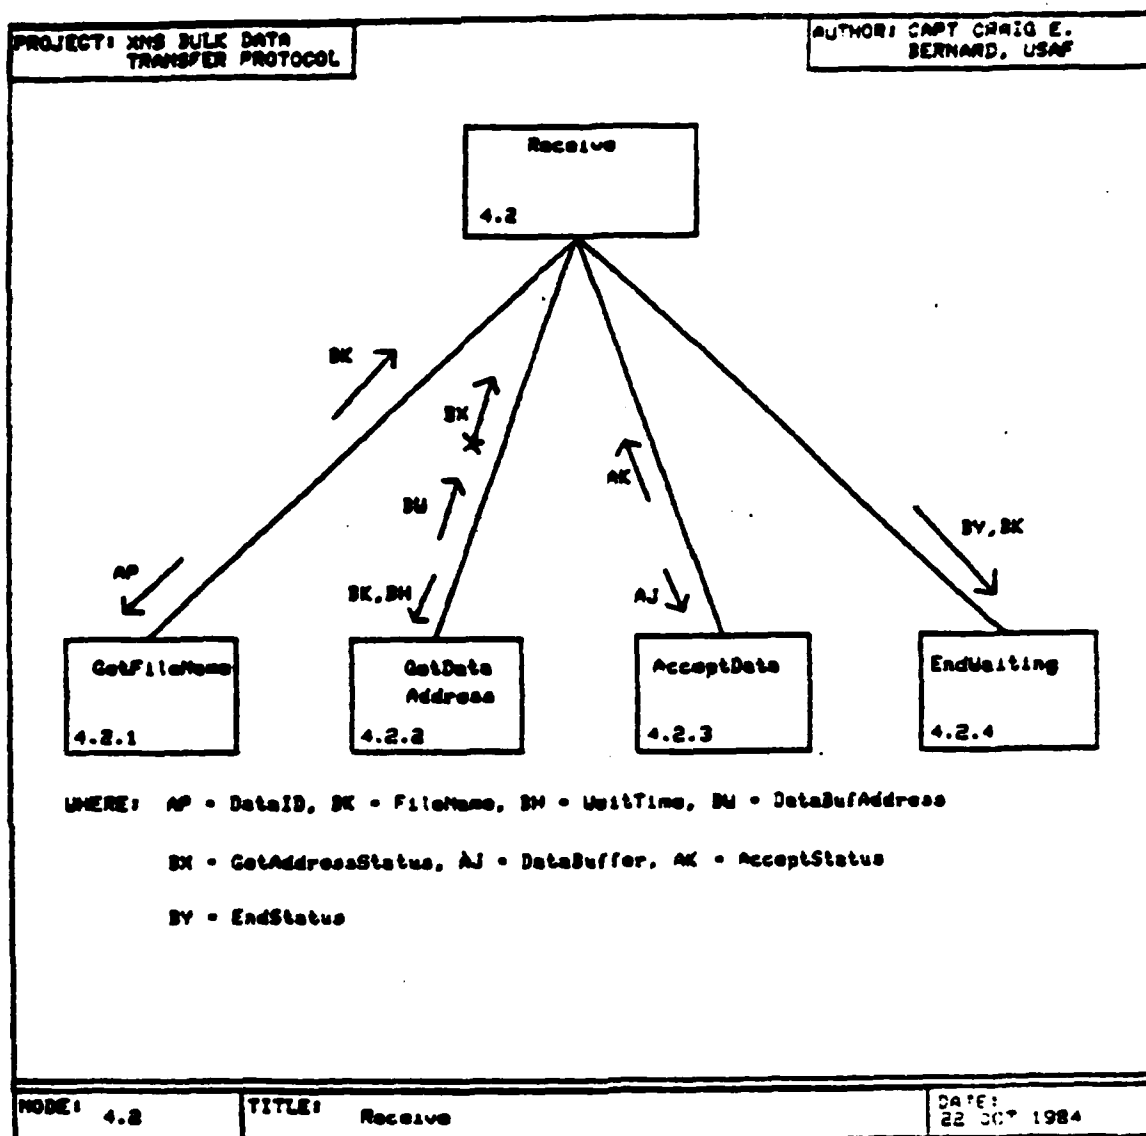 PROJECT: XNS BULK DATA
TRANSFER PROTOCOL
AUTHOR: CAPT CRAIG E.
BERNARD, USAF
Receive
4.2
BK
BX
BW
AK
BY,BK
AP
BK,BH
AJ
GetFileName
4.2.1
GetData
Address
4.2.2
AcceptData
4.2.3
EndWaiting
4.2.4
WHERE: AP = DataID, BK = FileName, BH = WaitTime, BW = DataBufAddress
BX = GetAddressStatus, AJ = DataBuffer, AK = AcceptStatus
BY = EndStatus
NODE: 4.2
TITLE: Receive
DATE:
22 OCT 1984